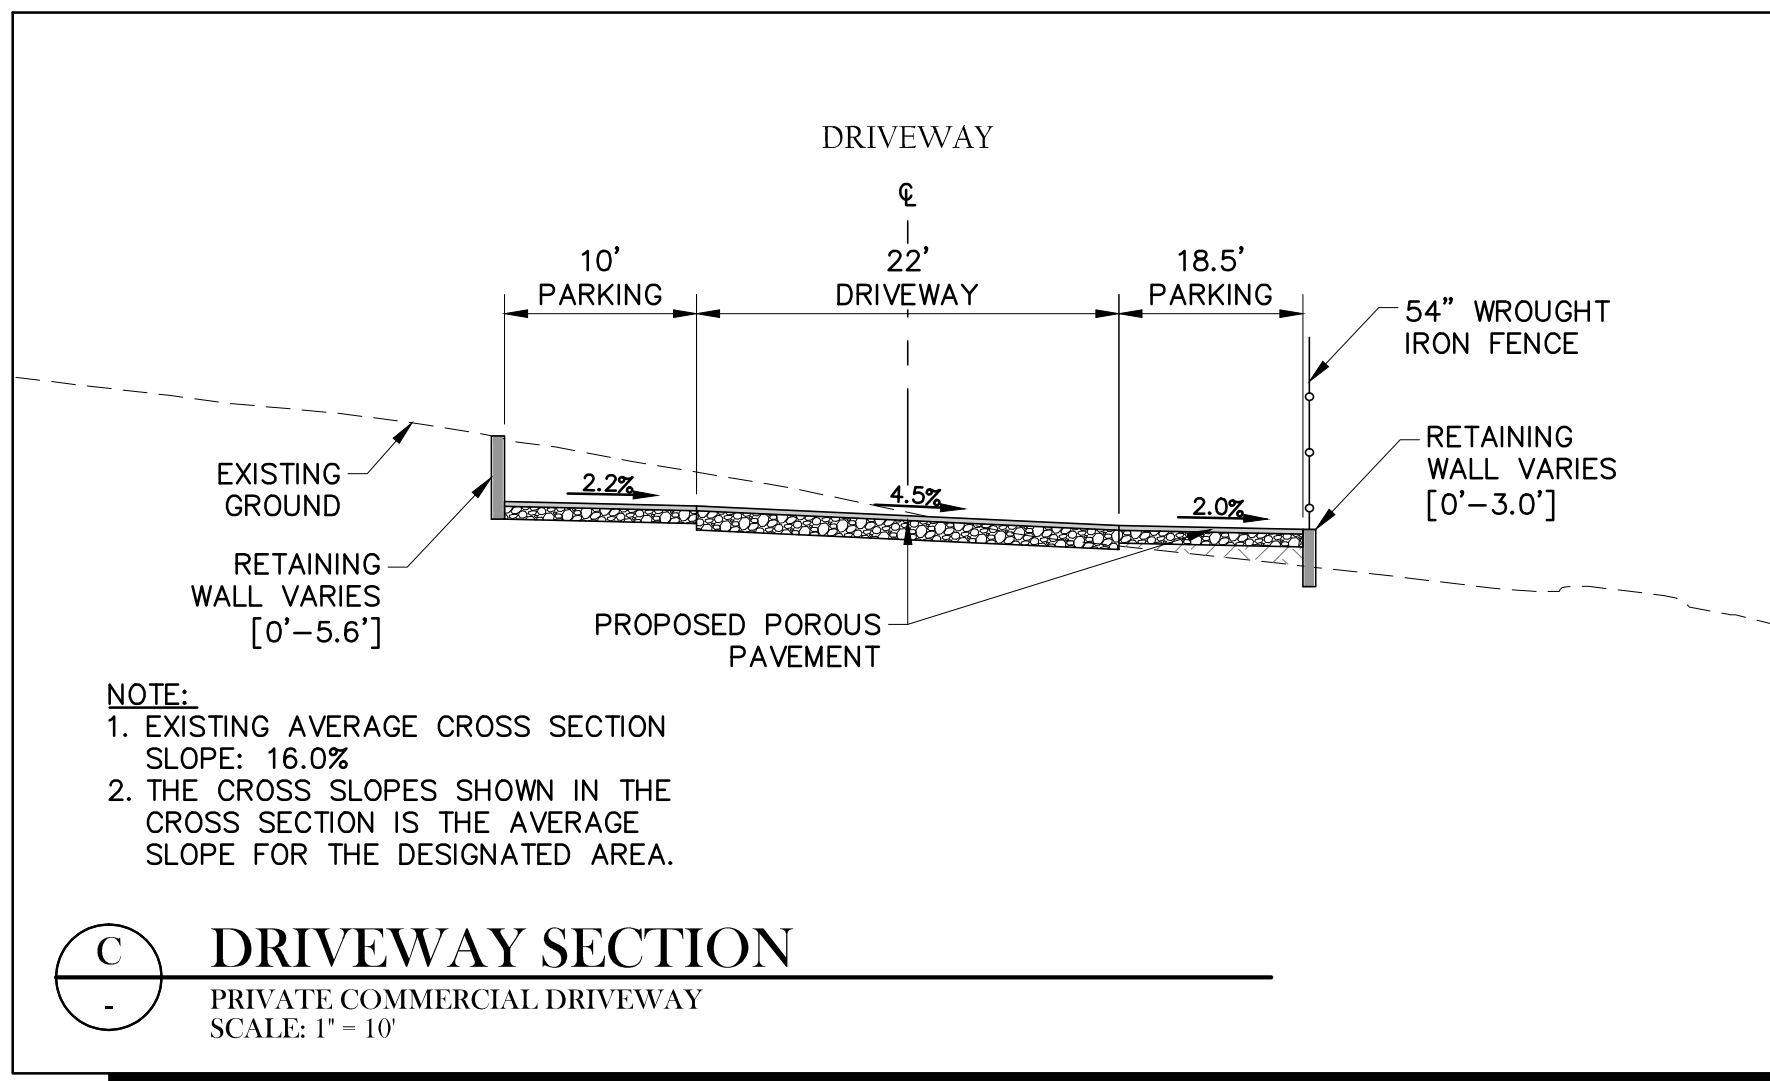 DRIVEWAY
℄
10'
PARKING
22'
DRIVEWAY
18.5'
PARKING
54" WROUGHT
IRON FENCE
RETAINING
WALL VARIES
[0'-3.0']
EXISTING
GROUND
2.2%
4.5%
2.0%
RETAINING
WALL VARIES
[0'-5.6']
PROPOSED POROUS
PAVEMENT
NOTE:
1. EXISTING AVERAGE CROSS SECTION
SLOPE: 16.0%
2. THE CROSS SLOPES SHOWN IN THE
CROSS SECTION IS THE AVERAGE
SLOPE FOR THE DESIGNATED AREA.
C
-
DRIVEWAY SECTION
PRIVATE COMMERCIAL DRIVEWAY
SCALE: 1" = 10'